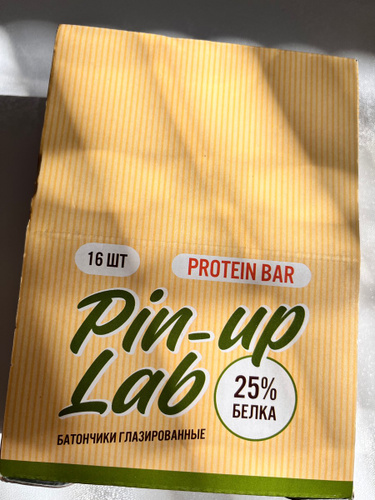 16 ШТ
PROTEIN BAR
Pin-up
Lab
25%
БЕЛКА
БАТОНЧИКИ ГЛАЗИРОВАННЫЕ